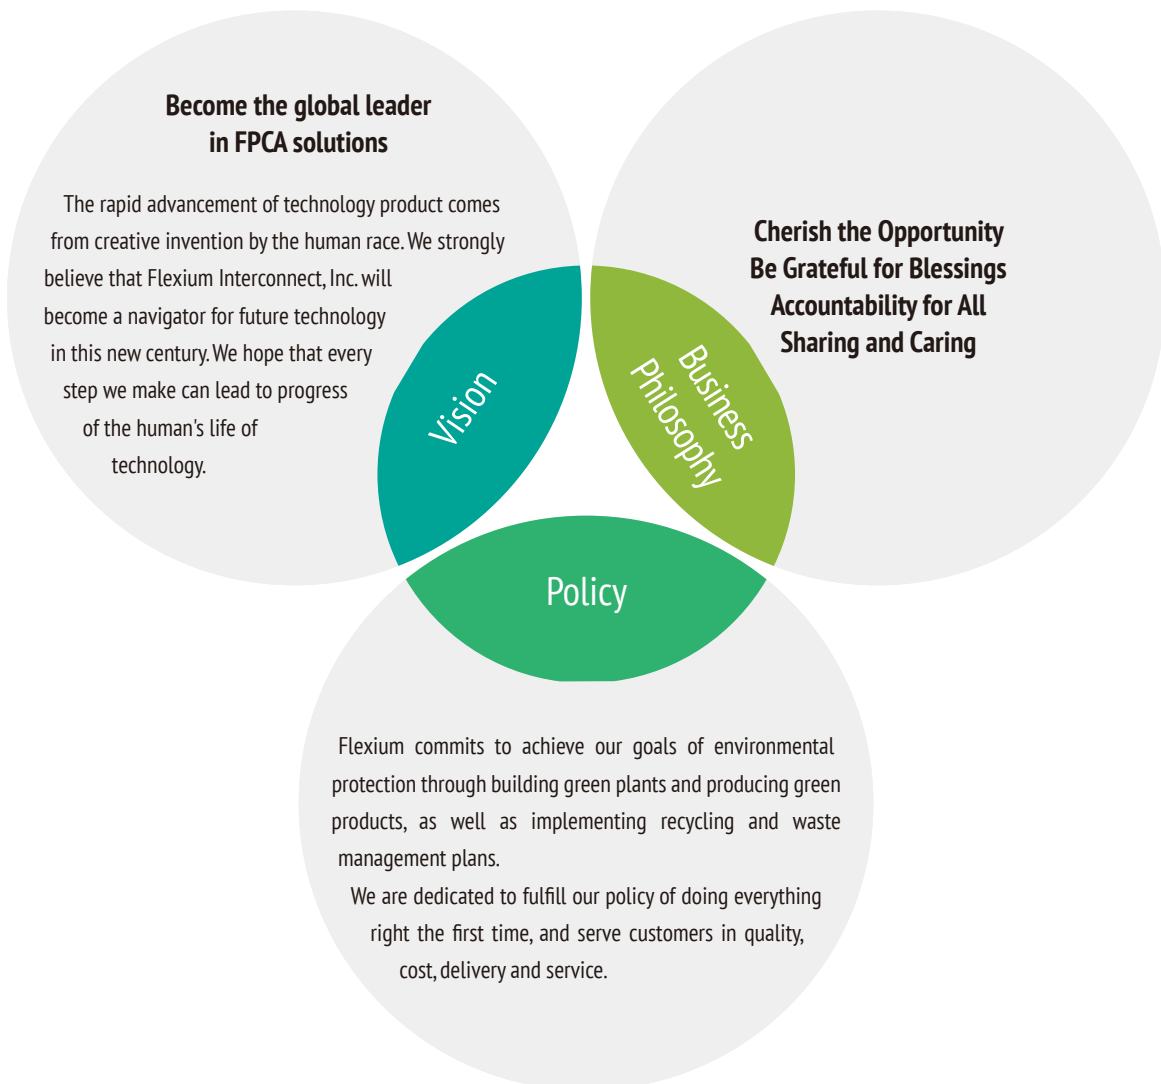 Become the global leader
in FPCA solutions
The rapid advancement of technology product comes
from creative invention by the human race. We strongly
believe that Flexium Interconnect, Inc. will
become a navigator for future technology
in this new century. We hope that every
step we make can lead to progress
of the human's life of
technology.
Vision
Cherish the Opportunity
Be Grateful for Blessings
Accountability for All
Sharing and Caring
Business
Philosophy
Policy
Flexium commits to achieve our goals of environmental
protection through building green plants and producing green
products, as well as implementing recycling and waste
management plans.
We are dedicated to fulfill our policy of doing everything
right the first time, and serve customers in quality,
cost, delivery and service.